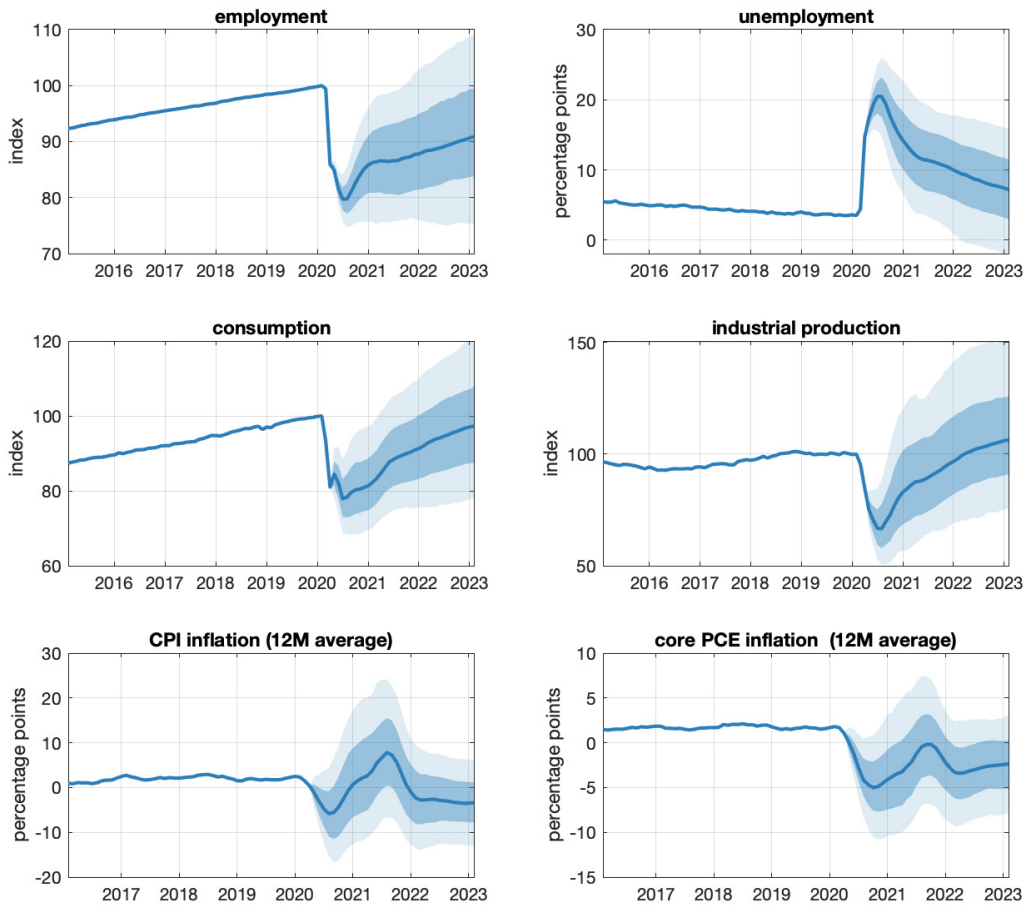 employment
index
110
100
90
80
70
2016 2017 2018 2019 2020 2021 2022 2023
unemployment
percentage points
30
20
10
0
2016 2017 2018 2019 2020 2021 2022 2023
consumption
index
120
100
80
60
2016 2017 2018 2019 2020 2021 2022 2023
industrial production
index
150
100
50
2016 2017 2018 2019 2020 2021 2022 2023
CPI inflation (12M average)
percentage points
30
20
10
0
-10
-20
2017 2018 2019 2020 2021 2022 2023
core PCE inflation (12M average)
percentage points
10
5
0
-5
-10
-15
2017 2018 2019 2020 2021 2022 2023